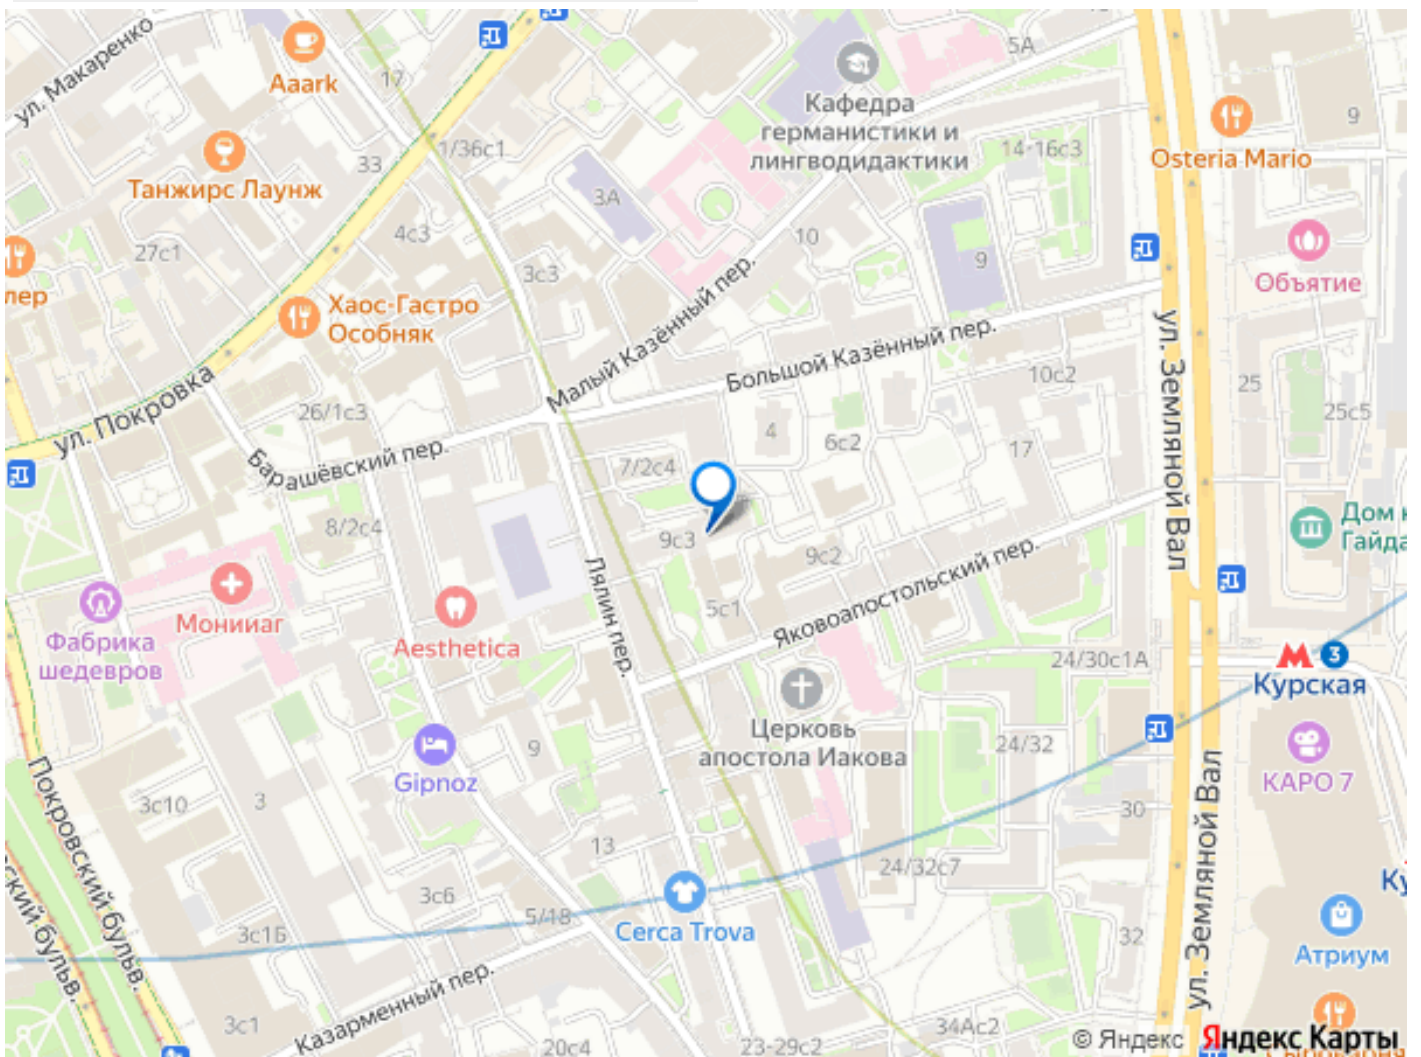 ул. Макаренко
Aaark
17
5А
Кафедра
германистики и
лингводидактики
9
Osteria Mario
14-16с3
1/36с1
33
Танжирс Лаунж
3А
4с3
27с1
10
3с3
9
Объятие
лер
Хаос-Гастро
Особняк
Малый Казённый пер.
Большой Казённый пер.
ул. Земляной Вал
ул. Покровка
26/1с3
10с2
25
25с5
Барашёвский пер.
4
6с2
17
7/2с4
8/2с4
9с3
9с2
Дом
Гайда
Лялин пер.
Яковоапостольский пер.
5с1
Мониаг
Aesthetica
Фабрика
шедевров
24/30с1А
3
Курская
Церковь
апостола Иакова
24/32
9
Gipnoz
КАРО 7
Покровский бульв.
3с10
3
30
13
24/32с7
ул. Земляной Вал
Ку
3с6
5/18
Cerca Trova
3с1Б
32
Атриум
ский бульв.
Казарменный пер.
3с1
20с4
23-29с2
34Ас2
© Яндекс Яндекс Карты